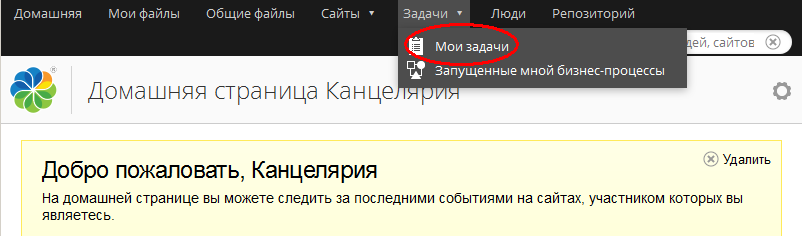 Домашняя Мои файлы Общие файлы Сайты Задачи Люди Репозиторий
Мои задачи
дей, сайтов
Запущенные мной бизнес-процессы
Домашняя страница Канцелярия
Добро пожаловать, Канцелярия
Удалить
На домашней странице вы можете следить за последними событиями на сайтах, участником которых вы
являетесь.